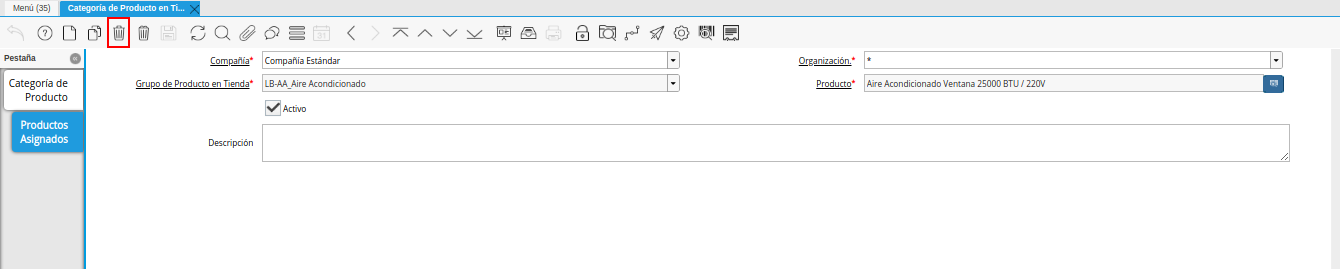 Menú (35)
Categoría de Producto en Ti...
Pestaña
Categoría de
Producto
Productos
Asignados
Compañía*
Compañía Estándar
Organización.*
*
Grupo de Producto en Tienda*
LB-AA_Aire Acondicionado
Producto*
Aire Acondicionado Ventana 25000 BTU / 220V
Activo
Descripción